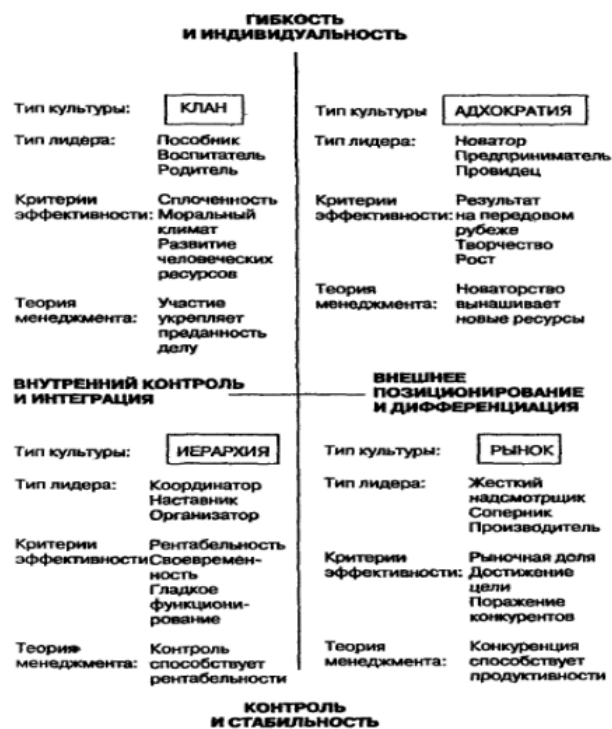 ГИБКОСТЬ
И ИНДИВИДУАЛЬНОСТЬ
Тип культуры: КЛАН
Тип лидера: Пособник
Воспитатель
Родитель
Критерии Сплоченность
эффективности: Моральный
климат
Развитие
человеческих
ресурсов
Теория Участие
менеджмента: укрепляет
преданность
делу
Тип культуры АДХОКРАТИЯ
Тип лидера: Новатор
Предприниматель
Провидец
Критерии Результат
эффективности: на передовом
рубеже
Творчество
Рост
Теория Новаторство
менеджмента: вынашивает
новые ресурсы
ВНУТРЕННИЙ КОНТРОЛЬ
И ИНТЕГРАЦИЯ
ВНЕШНЕЕ
ПОЗИЦИОНИРОВАНИЕ
И ДИФФЕРЕНЦИАЦИЯ
Тип культуры: ИЕРАРХИЯ
Тип лидера: Координатор
Наставник
Организатор
Критерии Рентабельность
эффективности Своевремен-
ность
Гладкое
функциони-
рование
Теория Контроль
менеджмента: способствует
рентабельности
Тип культуры: РЫНОК
Тип лидера: Жесткий
надсмотрщик
Соперник
Производитель
Критерии Рыночная доля
эффективности: Достижение
цели
Поражение
конкурентов
Теория Конкуренция
менеджмента: способствует
продуктивности
КОНТРОЛЬ
И СТАБИЛЬНОСТЬ